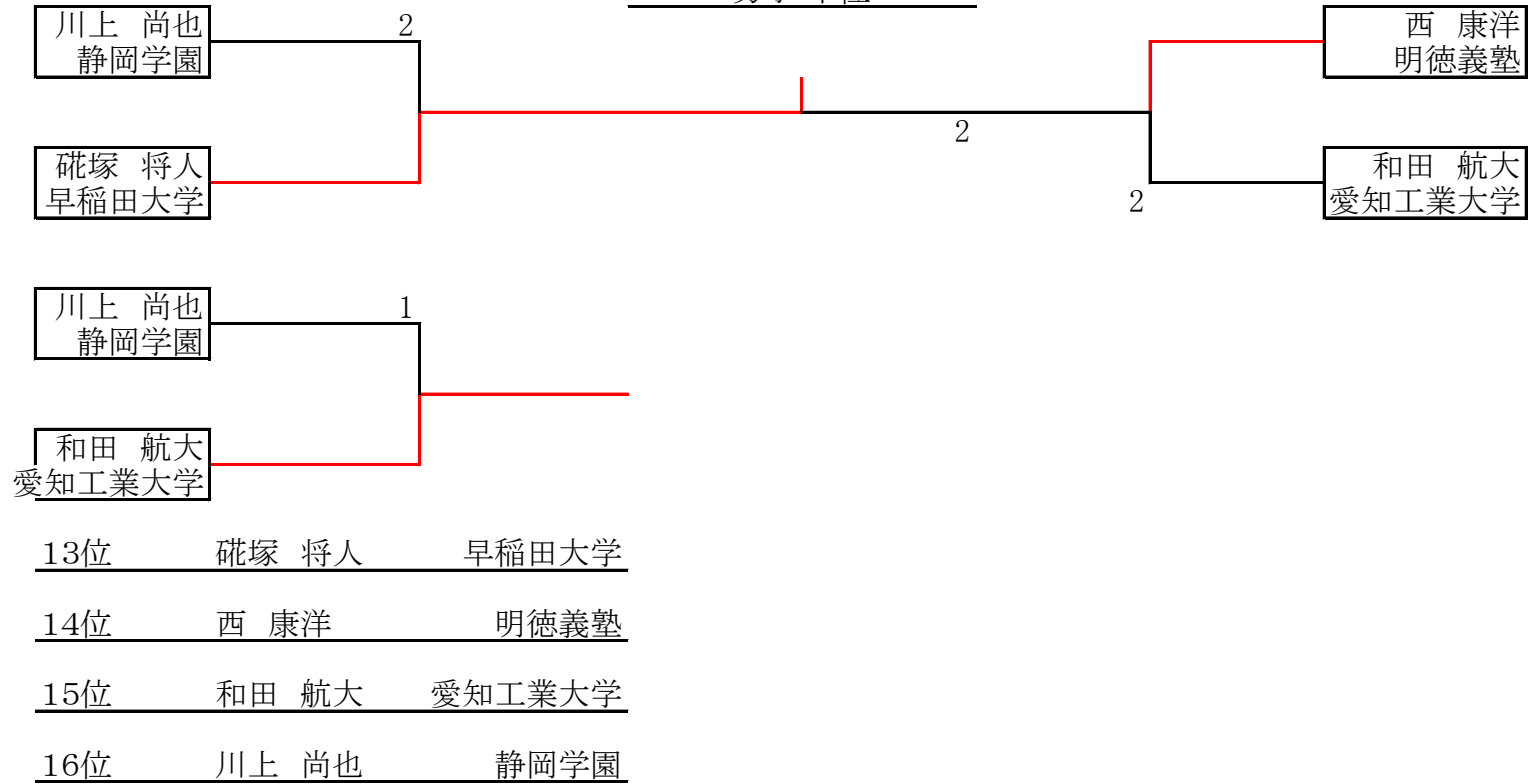 川上 尚也 2
静岡学園
西 康洋
明徳義塾
2
硴塚 将人
早稲田大学
和田 航大
愛知工業大学
2
川上 尚也 1
静岡学園
和田 航大
愛知工業大学
13位 硴塚 将人 早稲田大学
14位 西 康洋 明徳義塾
15位 和田 航大 愛知工業大学
16位 川上 尚也 静岡学園